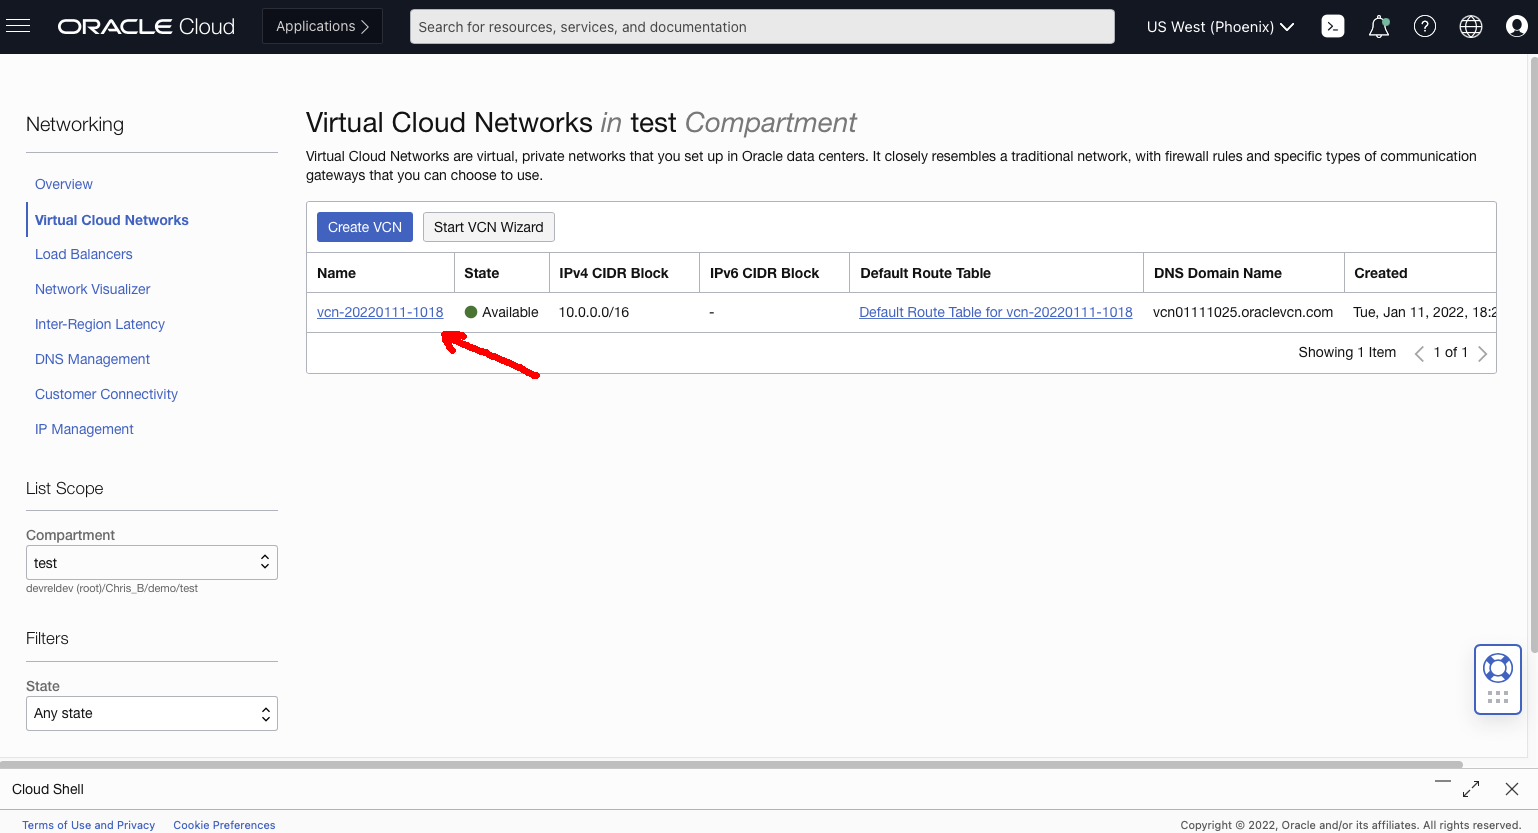 ORACLE Cloud
Applications
Search for resources, services, and documentation
US West (Phoenix)
Networking
Overview
Virtual Cloud Networks
Load Balancers
Network Visualizer
Inter-Region Latency
DNS Management
Customer Connectivity
IP Management
List Scope
Compartment
test
devreldev (root)/Chris_B/demo/test
Filters
State
Any state
Virtual Cloud Networks in test Compartment
Virtual Cloud Networks are virtual, private networks that you set up in Oracle data centers. It closely resembles a traditional network, with firewall rules and specific types of communication
gateways that you can choose to use.
Create VCN Start VCN Wizard
Name State IPv4 CIDR Block IPv6 CIDR Block Default Route Table DNS Domain Name Created
vcn-20220111-1018 Available 10.0.0.0/16 - Default Route Table for vcn-20220111-1018 vcn01111025.oraclevcn.com Tue, Jan 11, 2022, 18:2
Showing 1 Item 1 of 1
Cloud Shell
Terms of Use and Privacy Cookie Preferences
Copyright © 2022, Oracle and/or its affiliates. All rights reserved.